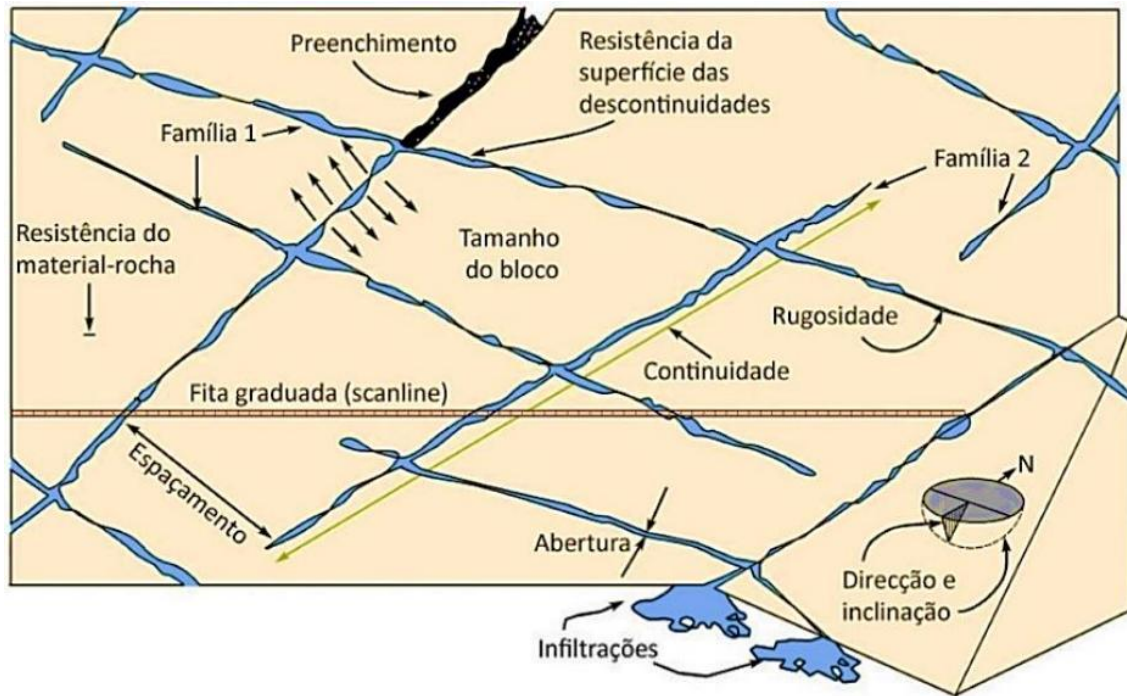 Preenchimento
Resistência da
superfície das
descontinuidades
Família 1
Família 2
Resistência do
material-rocha
Tamanho
do bloco
Rugosidade
Continuidade
Fita graduada (scanline)
Espaçamento
N
Abertura
Direcção e
inclinação
Infiltrações